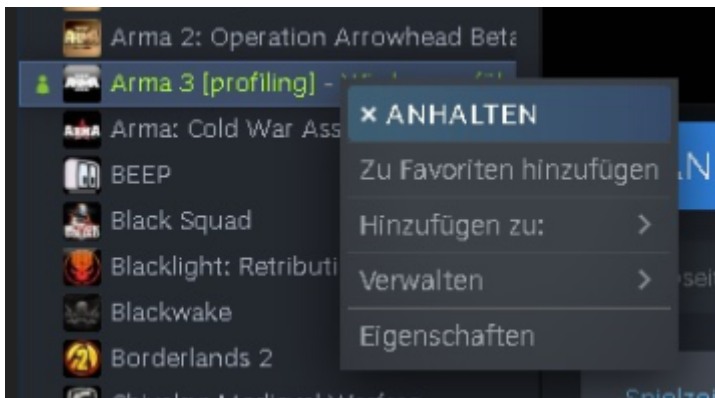 Arma 2: Operation Arrowhead Beta
Arma 3 [profiling] -
× ANHALTEN
Arma: Cold War Ass
Zu Favoriten hinzufügen
BEEP
Black Squad
Hinzufügen zu:
Blacklight: Retributi
Verwalten
Blackwake
Eigenschaften
Borderlands 2